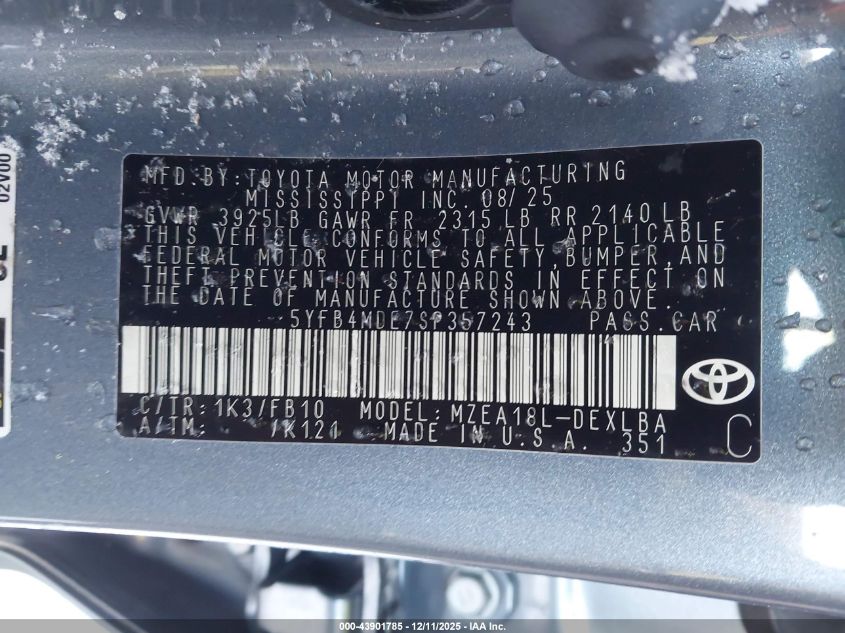 MFD. BY: TOYOTA MOTOR MANUFACTURING
MISSISSIPPI INC. 08/25
GVWR 3925LB GAWR FR 2315 LB RR 2140 LB
THIS VEHICLE CONFORMS TO ALL APPLICABLE
FEDERAL MOTOR VEHICLE SAFETY, BUMPER, AND
THEFT PREVENTION STANDARDS IN EFFECT ON
THE DATE OF MANUFACTURE SHOWN ABOVE.
5YFB4MDE7SP357243 PASS. CAR
C/TR: 1K3/FB10 MODEL: MZEA18L-DEXLBA
A/TM: /K121 MADE IN U.S.A. 351
C
02V00
000-43901785 - 12/11/2025 - IAA Inc.